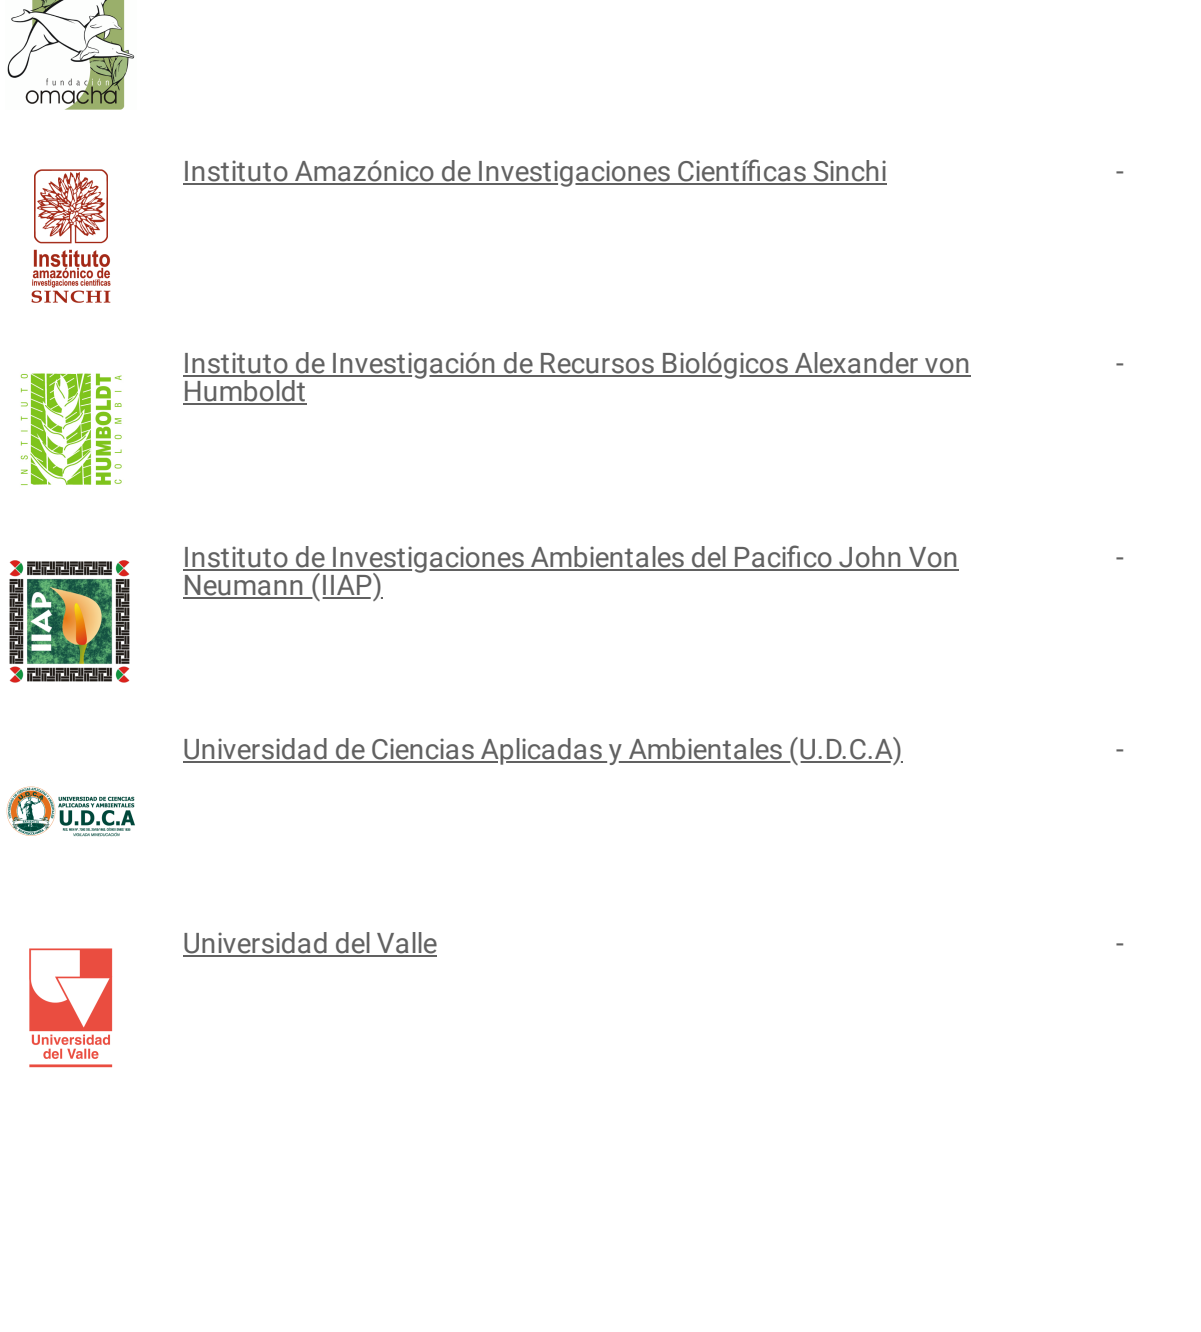 fundación
omacha
Instituto Amazónico de Investigaciones Científicas Sinchi
-
Instituto
amazónico de
investigaciones científicas
SINCHI
Instituto de Investigación de Recursos Biológicos Alexander von
Humboldt
-
INSTITUTO
HUMBOLDT
COLOMBIA
Instituto de Investigaciones Ambientales del Pacifico John Von
Neumann (IIAP)
-
IIAP
Universidad de Ciencias Aplicadas y Ambientales (U.D.C.A)
-
UNIVERSIDAD DE CIENCIAS
APLICADAS Y AMBIENTALES
U.D.C.A
VIGILADA MINEDUCACIÓN
Universidad del Valle
-
Universidad
del Valle